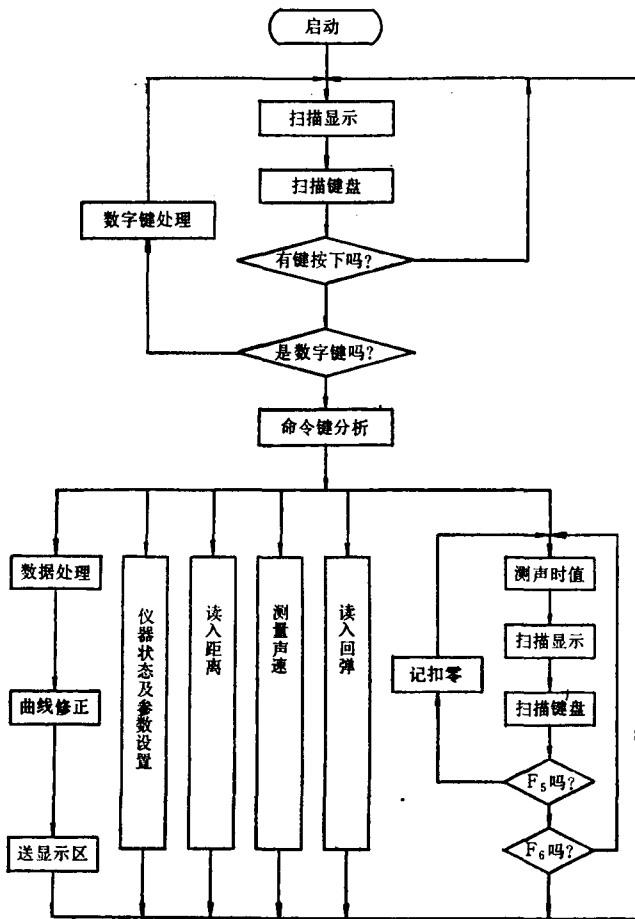 启动
扫描显示
扫描键盘
数字键处理
有键按下吗?
是数字键吗?
命令键分析
数据处理
曲线修正
送显示区
仪器状态及参数设置
读入距离
测量声速
读入回弹
测声时值
扫描显示
记扣零
扫描键盘
F₅吗?
F₆吗?